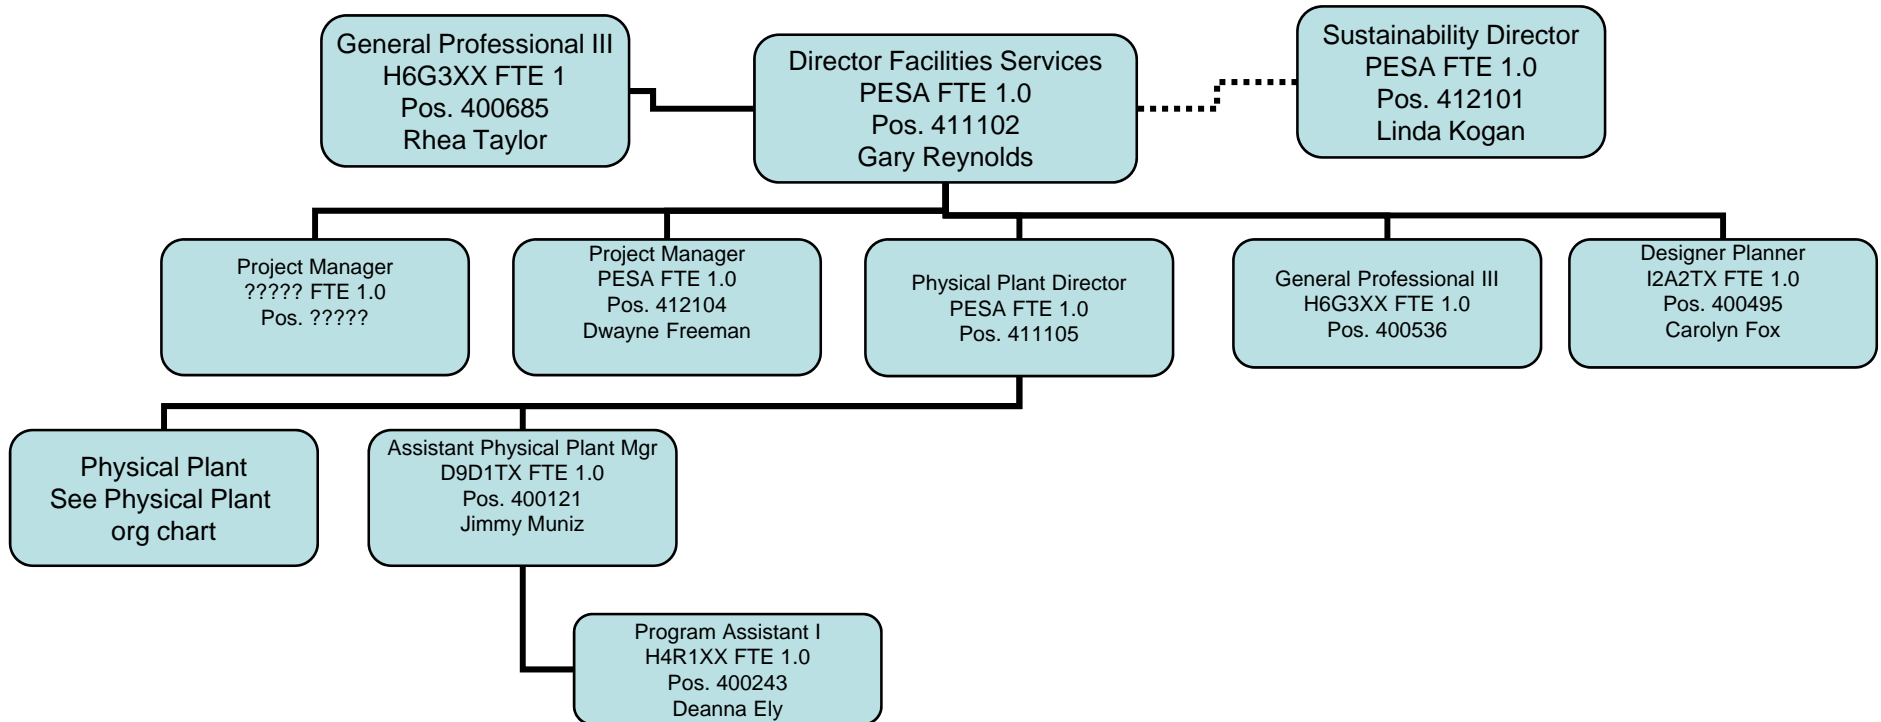 General Professional III
H6G3XX FTE 1
Pos. 400685
Rhea Taylor
Director Facilities Services
PESA FTE 1.0
Pos. 411102
Gary Reynolds
Sustainability Director
PESA FTE 1.0
Pos. 412101
Linda Kogan
Project Manager
????? FTE 1.0
Pos. ?????
Project Manager
PESA FTE 1.0
Pos. 412104
Dwayne Freeman
Physical Plant Director
PESA FTE 1.0
Pos. 411105
General Professional III
H6G3XX FTE 1.0
Pos. 400536
Designer Planner
I2A2TX FTE 1.0
Pos. 400495
Carolyn Fox
Physical Plant
See Physical Plant
org chart
Assistant Physical Plant Mgr
D9D1TX FTE 1.0
Pos. 400121
Jimmy Muniz
Program Assistant I
H4R1XX FTE 1.0
Pos. 400243
Deanna Ely